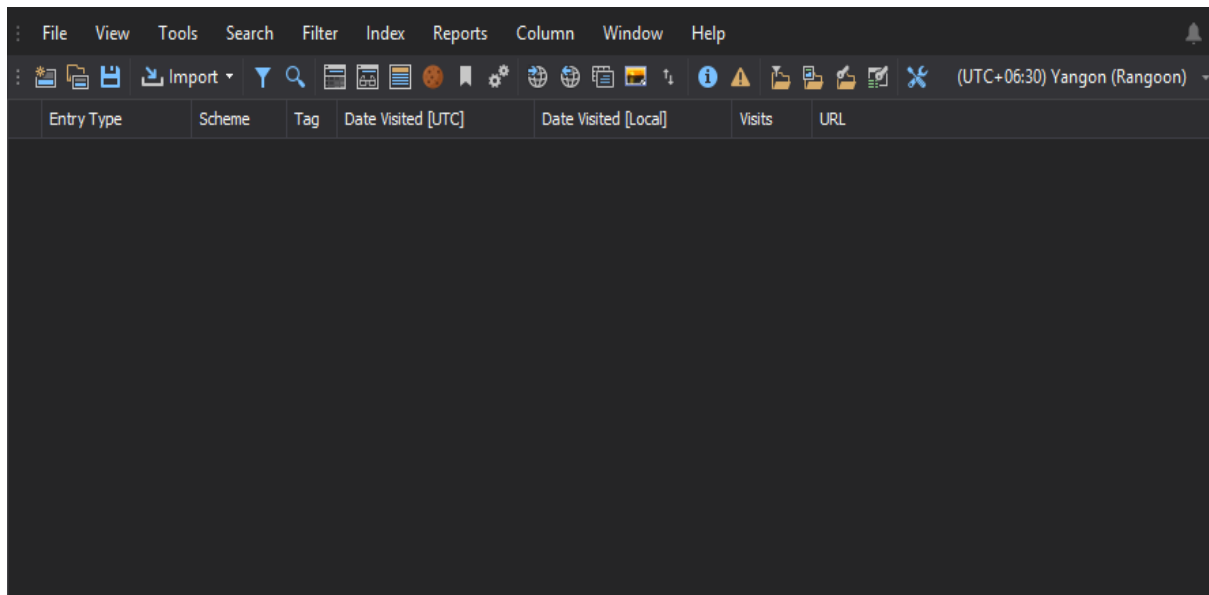 File View Tools Search Filter Index Reports Column Window Help
Import (UTC+06:30) Yangon (Rangoon)
Entry Type Scheme Tag Date Visited [UTC] Date Visited [Local] Visits URL